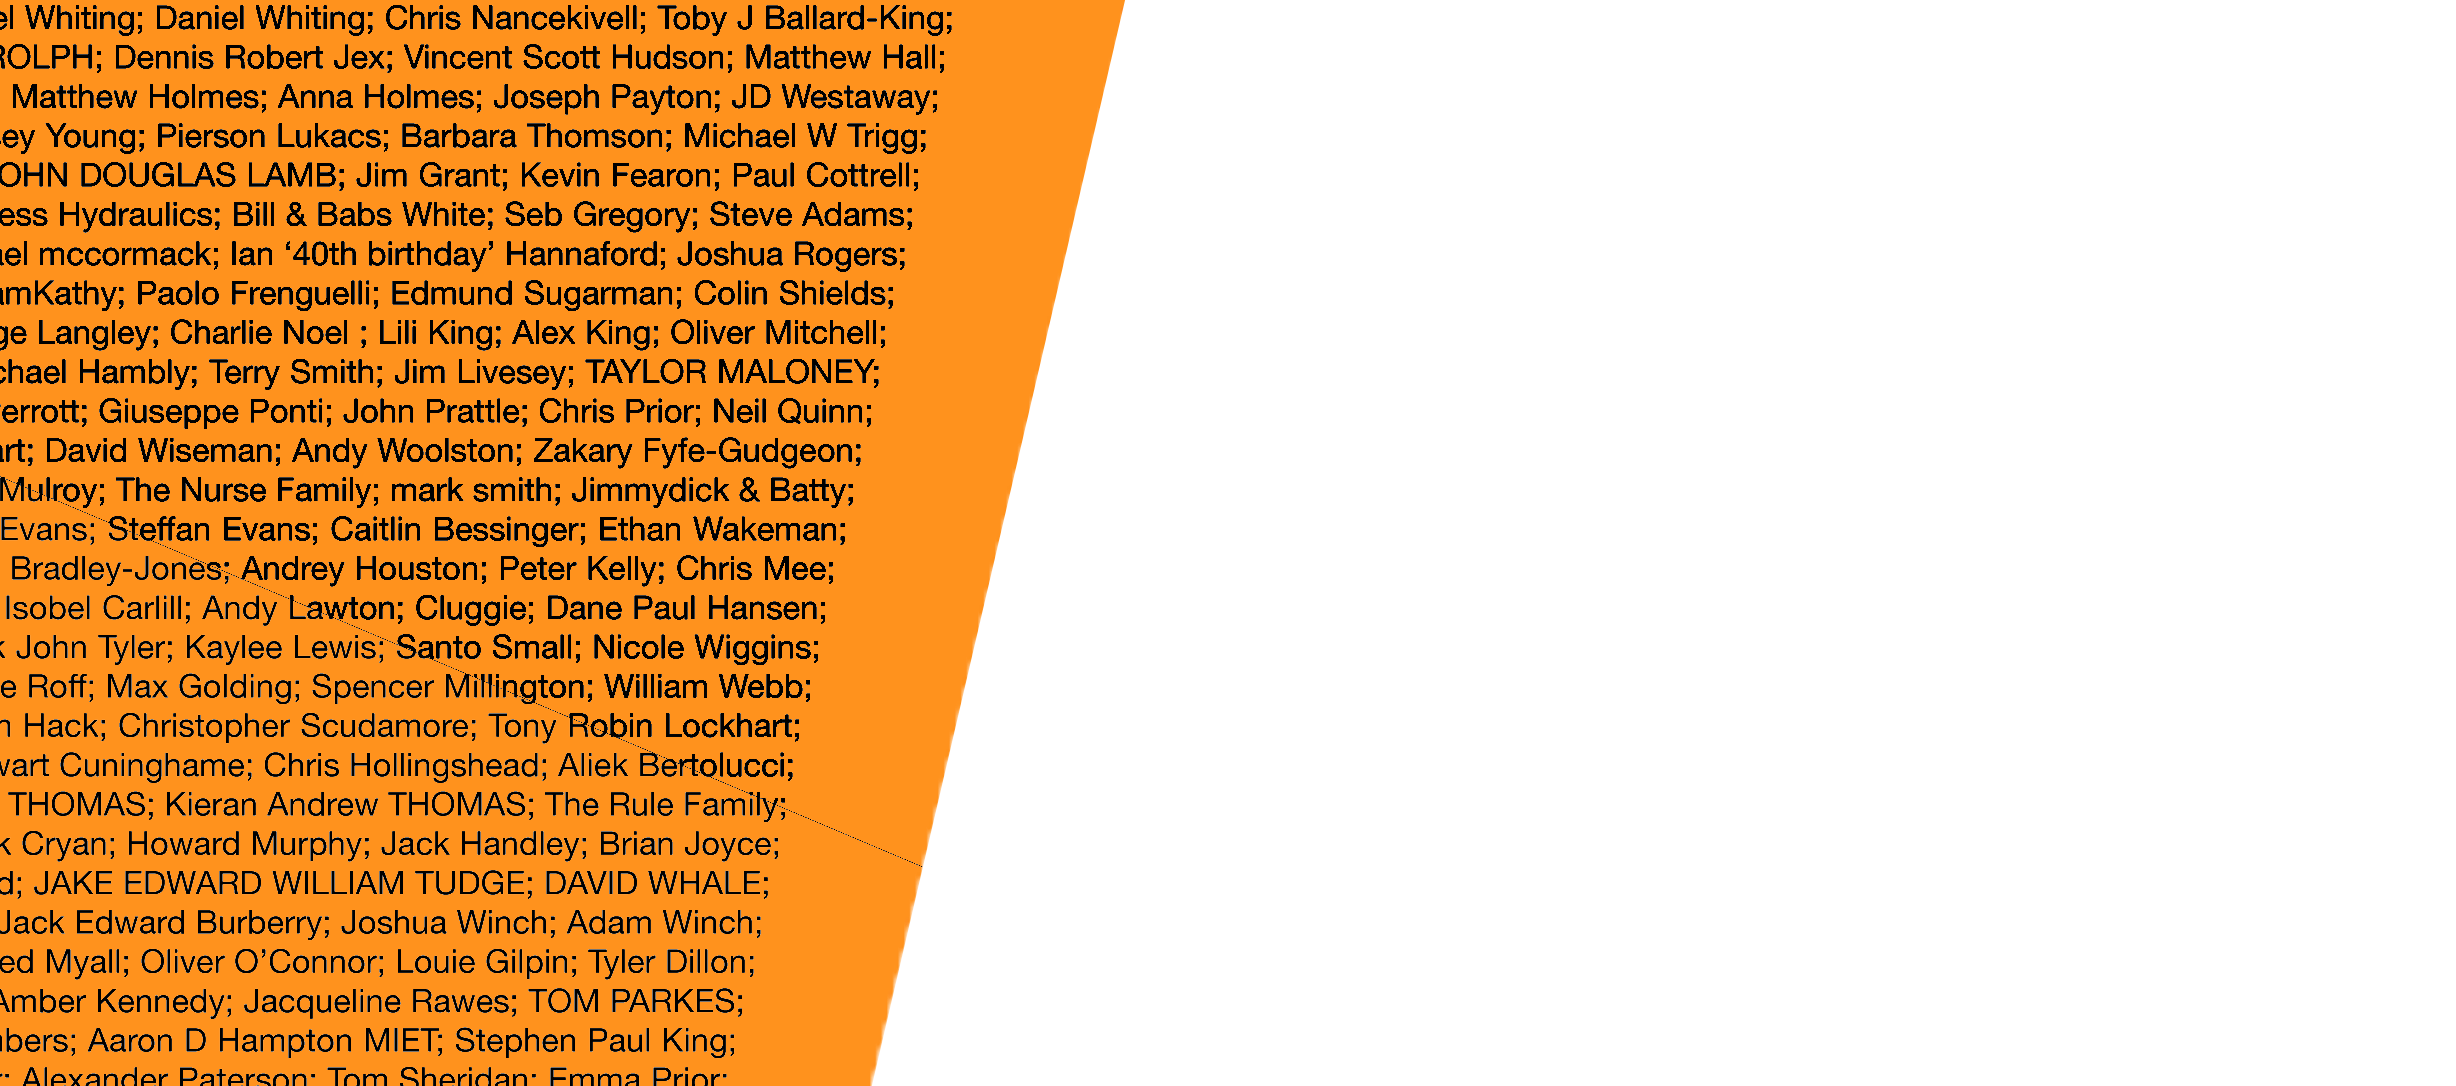 Whiting; Daniel Whiting; Chris Nancekivell; Toby J Ballard-King;
ROLPH; Dennis Robert Jex; Vincent Scott Hudson; Matthew Hall;
Matthew Holmes; Anna Holmes; Joseph Payton; JD Westaway;
ey Young; Pierson Lukacs; Barbara Thomson; Michael W Trigg;
OHN DOUGLAS LAMB; Jim Grant; Kevin Fearon; Paul Cottrell;
ess Hydraulics; Bill & Babs White; Seb Gregory; Steve Adams;
el mccormack; Ian ‘40th birthday’ Hannaford; Joshua Rogers;
amKathy; Paolo Frenguelli; Edmund Sugarman; Colin Shields;
ge Langley; Charlie Noel ; Lili King; Alex King; Oliver Mitchell;
chael Hambly; Terry Smith; Jim Livesey; TAYLOR MALONEY;
errott; Giuseppe Ponti; John Prattle; Chris Prior; Neil Quinn;
art; David Wiseman; Andy Woolston; Zakary Fyfe-Gudgeon;
Mulroy; The Nurse Family; mark smith; Jimmydick & Batty;
Evans; Steffan Evans; Caitlin Bessinger; Ethan Wakeman;
Bradley-Jones; Andrey Houston; Peter Kelly; Chris Mee;
Isobel Carlill; Andy Lawton; Cluggie; Dane Paul Hansen;
k John Tyler; Kaylee Lewis; Santo Small; Nicole Wiggins;
e Roff; Max Golding; Spencer Millington; William Webb;
n Hack; Christopher Scudamore; Tony Robin Lockhart;
wart Cuninghame; Chris Hollingshead; Aliek Bertolucci;
THOMAS; Kieran Andrew THOMAS; The Rule Family;
k Cryan; Howard Murphy; Jack Handley; Brian Joyce;
d; JAKE EDWARD WILLIAM TUDGE; DAVID WHALE;
Jack Edward Burberry; Joshua Winch; Adam Winch;
ed Myall; Oliver O’Connor; Louie Gilpin; Tyler Dillon;
Amber Kennedy; Jacqueline Rawes; TOM PARKES;
bers; Aaron D Hampton MIET; Stephen Paul King;
Alexander Paterson; Tom Sheridan; Emma Prior;